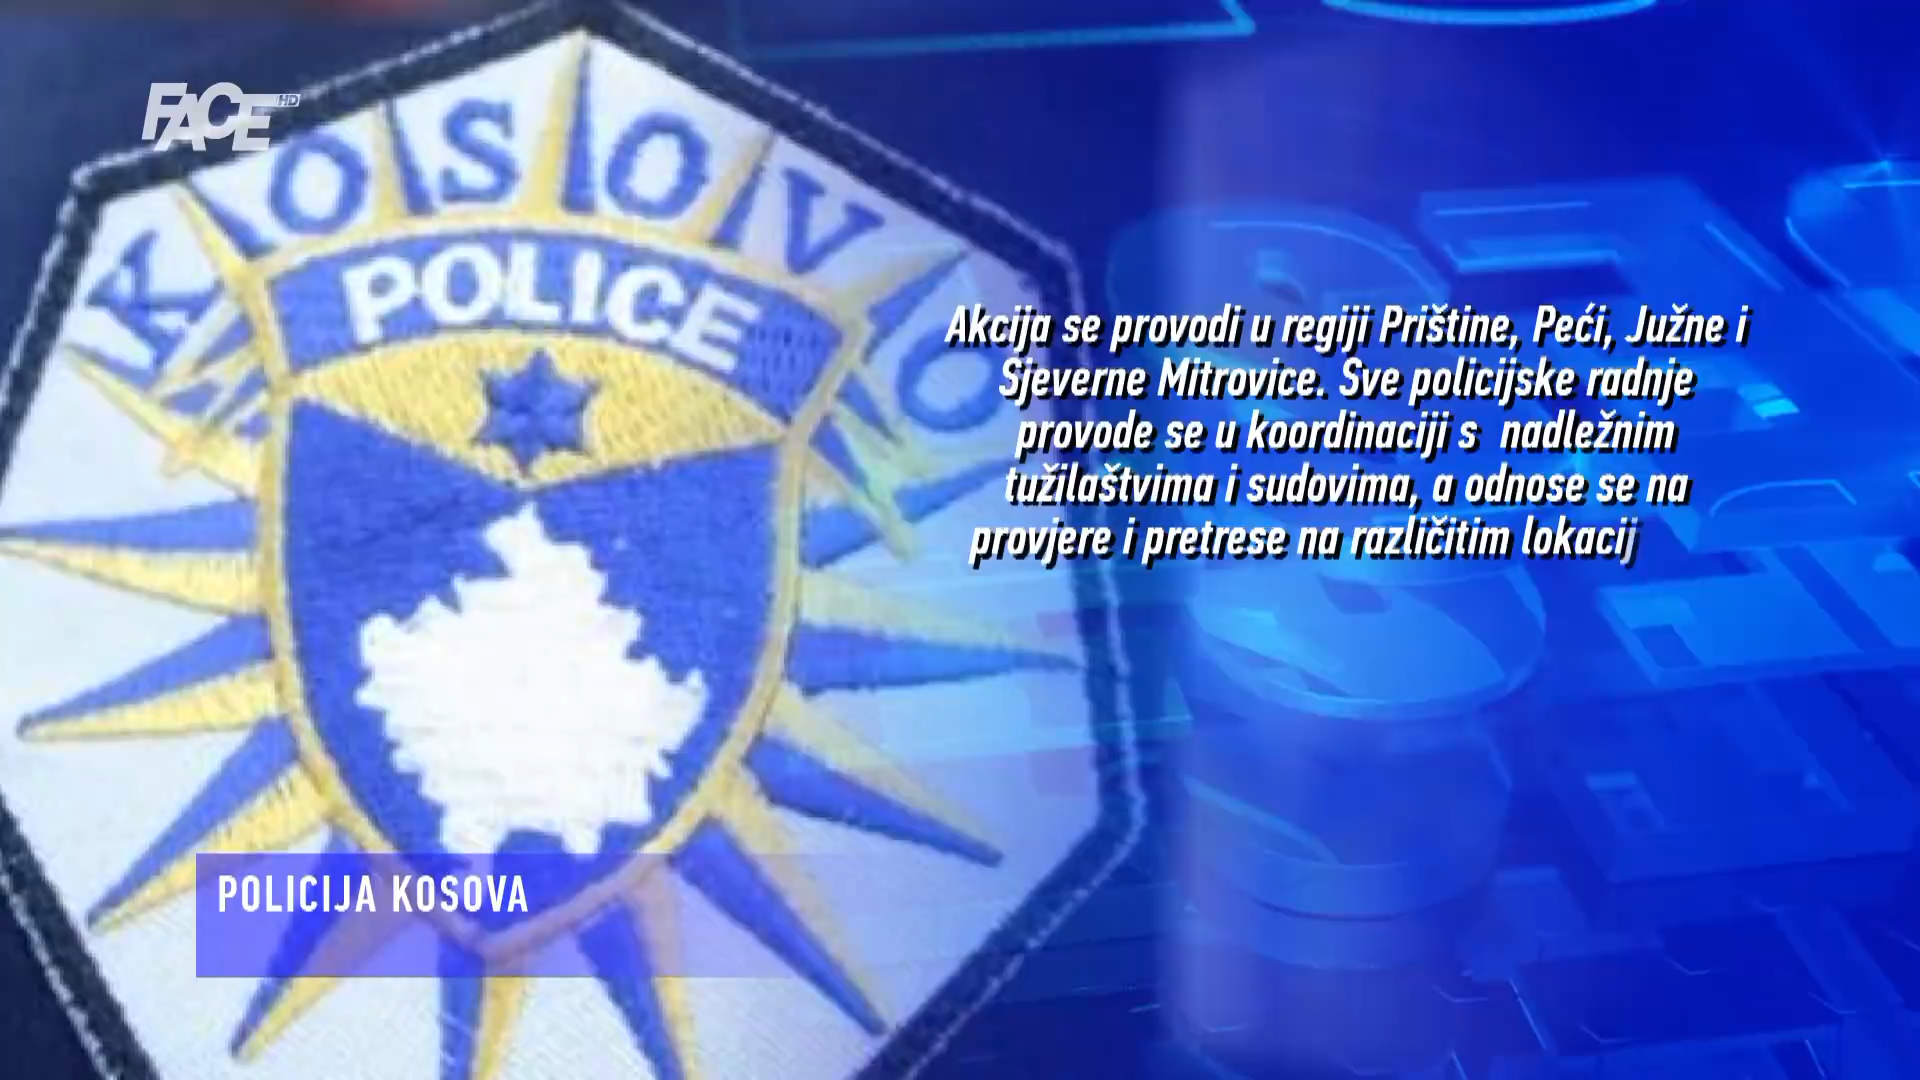 FACE HD
KOSOVO
POLICE
Akcija se provodi u regiji Prištine, Peći, Južne i
Sjeverne Mitrovice. Sve policijske radnje
provode se u koordinaciji s nadležnim
tužilaštvima i sudovima, a odnose se na
provjere i pretrese na različitim lokacij
POLICIJA KOSOVA